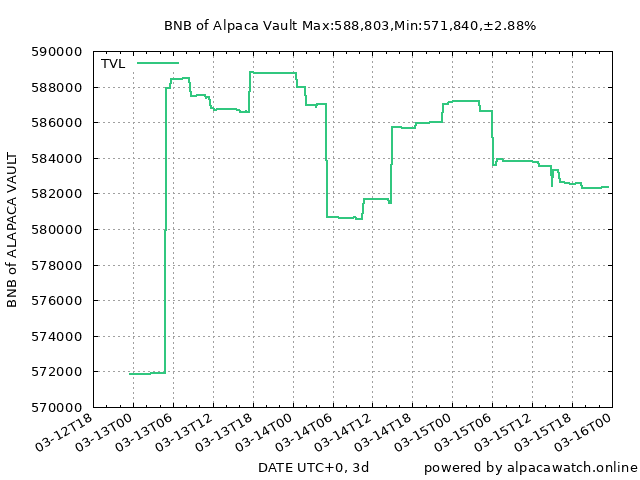 BNB of Alpaca Vault Max:588,803,Min:571,840,±2.88%
590000
TVL
588000
586000
584000
582000
580000
578000
576000
574000
572000
570000
BNB of ALAPACA VAULT
03-12T18
03-13T00
03-13T06
03-13T12
03-13T18
03-14T00
03-14T06
03-14T12
03-14T18
03-15T00
03-15T06
03-15T12
03-15T18
03-16T00
DATE UTC+0, 3d
powered by alpacawatch.online